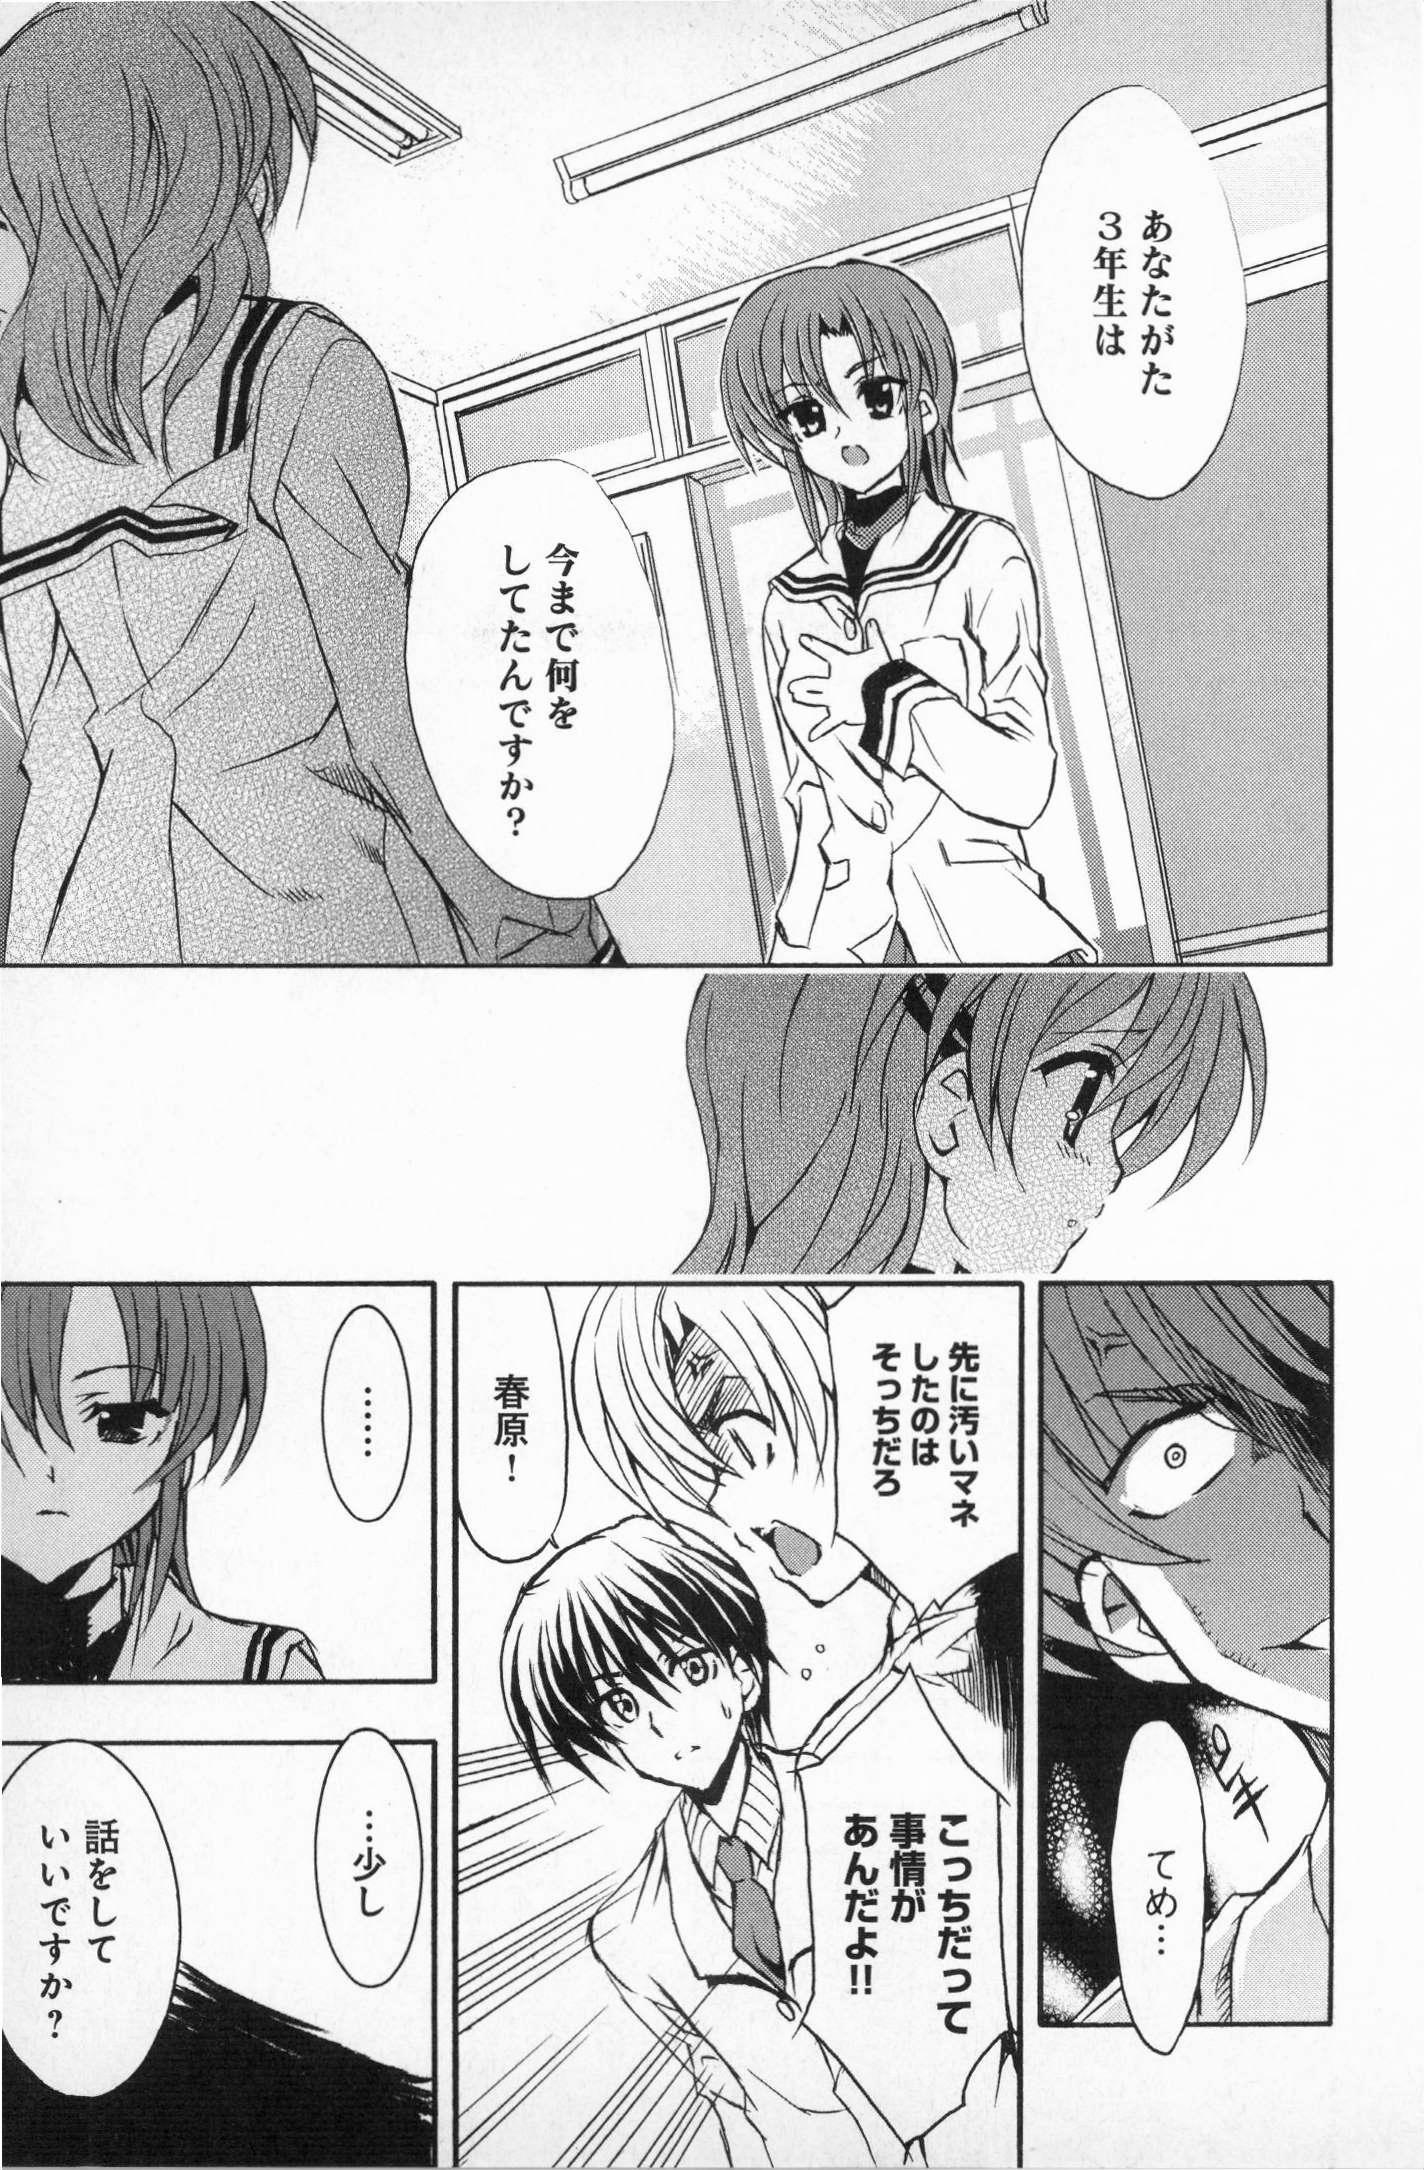 あなたがた
３年生は
今まで何を
してたんですか？
てめ…
先に汚いマネ
したのは
そっちだろ
こっちだって
事情が
あんだよ!!
春原！
……
…少し
話をして
いいですか？